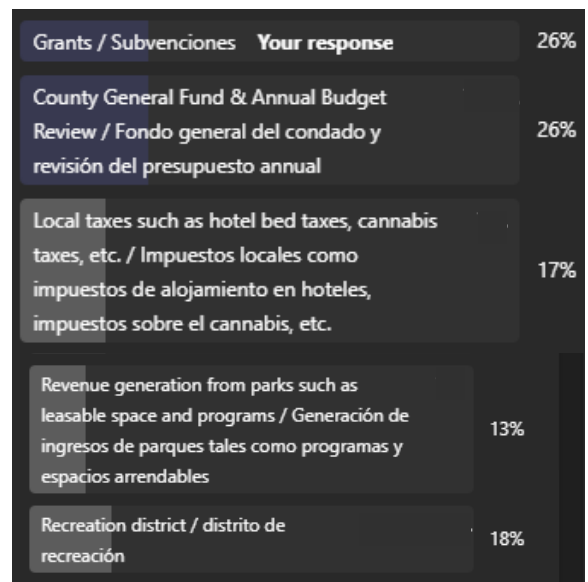 Grants / Subvenciones Your response 26%
County General Fund & Annual Budget
Review / Fondo general del condado y 26%
revisión del presupuesto annual
Local taxes such as hotel bed taxes, cannabis
taxes, etc. / Impuestos locales como
impuestos de alojamiento en hoteles, 17%
impuestos sobre el cannabis, etc.
Revenue generation from parks such as
leasable space and programs / Generación de 13%
ingresos de parques tales como programas y
espacios arrendables
Recreation district / distrito de 18%
recreación